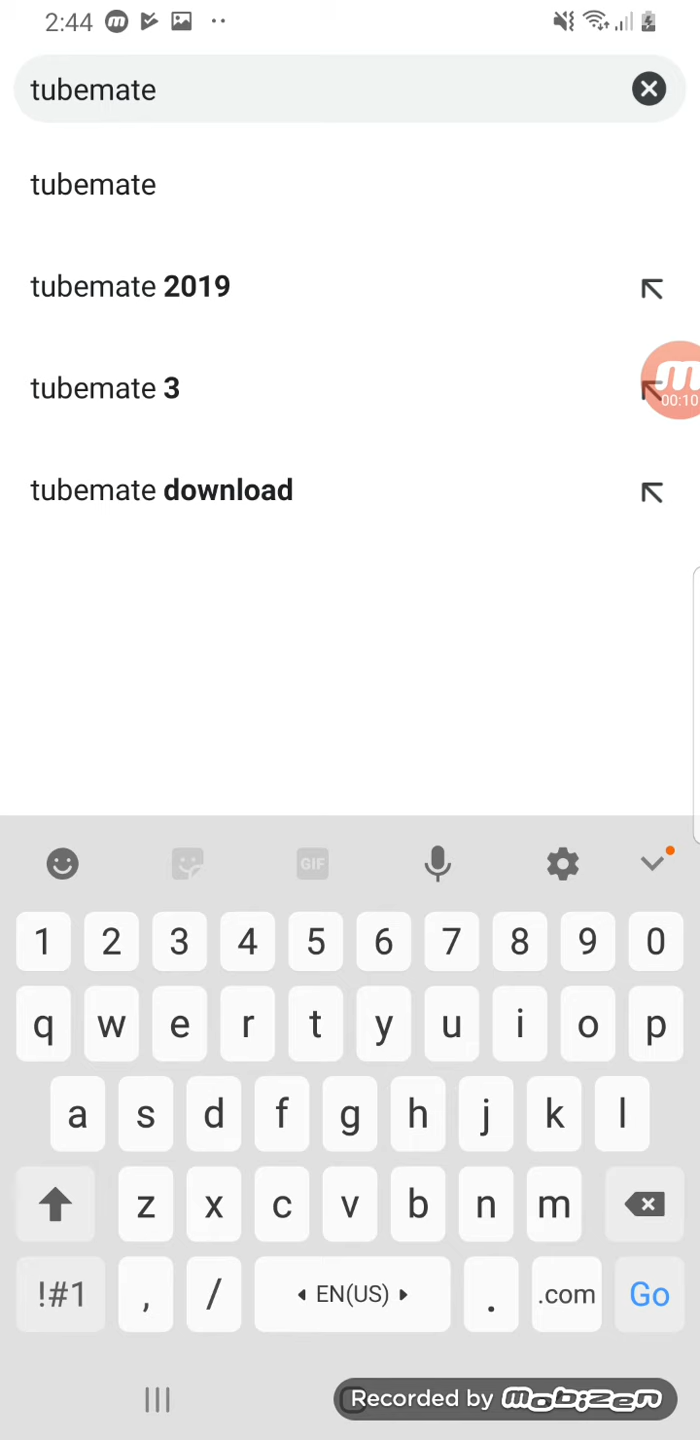 2:44
tubemate
tubemate
tubemate 2019
tubemate 3
00:10
tubemate download
GIF
1 2 3 4 5 6 7 8 9 0
q w e r t y u i o p
a s d f g h j k l
z x c v b n m
!#1 , / EN(US) . .com Go
Recorded by mobizen